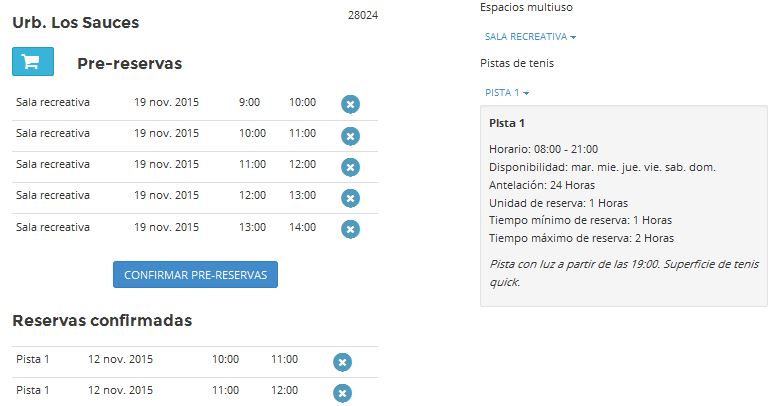 Urb. Los Sauces
28024
Pre-reservas
Sala recreativa 19 nov. 2015 9:00 10:00
Sala recreativa 19 nov. 2015 10:00 11:00
Sala recreativa 19 nov. 2015 11:00 12:00
Sala recreativa 19 nov. 2015 12:00 13:00
Sala recreativa 19 nov. 2015 13:00 14:00
CONFIRMAR PRE-RESERVAS
Reservas confirmadas
Pista 1 12 nov. 2015 10:00 11:00
Pista 1 12 nov. 2015 11:00 12:00
Espacios multiuso
SALA RECREATIVA
Pistas de tenis
PISTA 1
PIsta 1
Horario: 08:00 - 21:00
Disponibilidad: mar. mie. jue. vie. sab. dom.
Antelación: 24 Horas
Unidad de reserva: 1 Horas
Tiempo mínimo de reserva: 1 Horas
Tiempo máximo de reserva: 2 Horas
Pista con luz a partir de las 19:00. Superficie de tenis
quick.